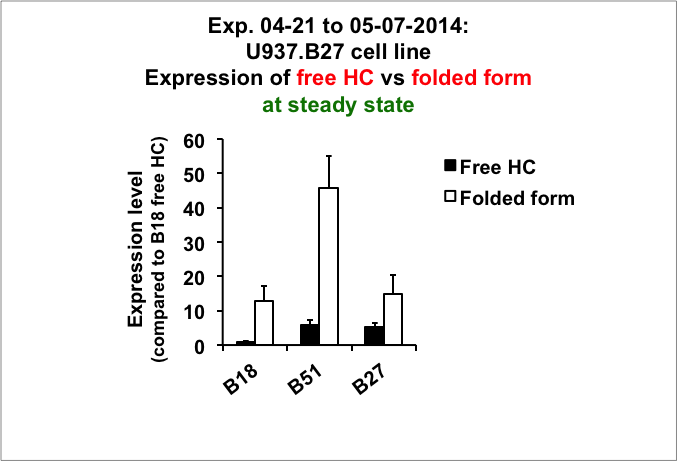 Exp. 04-21 to 05-07-2014:
U937.B27 cell line
Expression of free HC vs folded form
at steady state
Expression level
(compared to B18 free HC)
60
50
40
30
20
10
0
B18
B51
B27
Free HC
Folded form